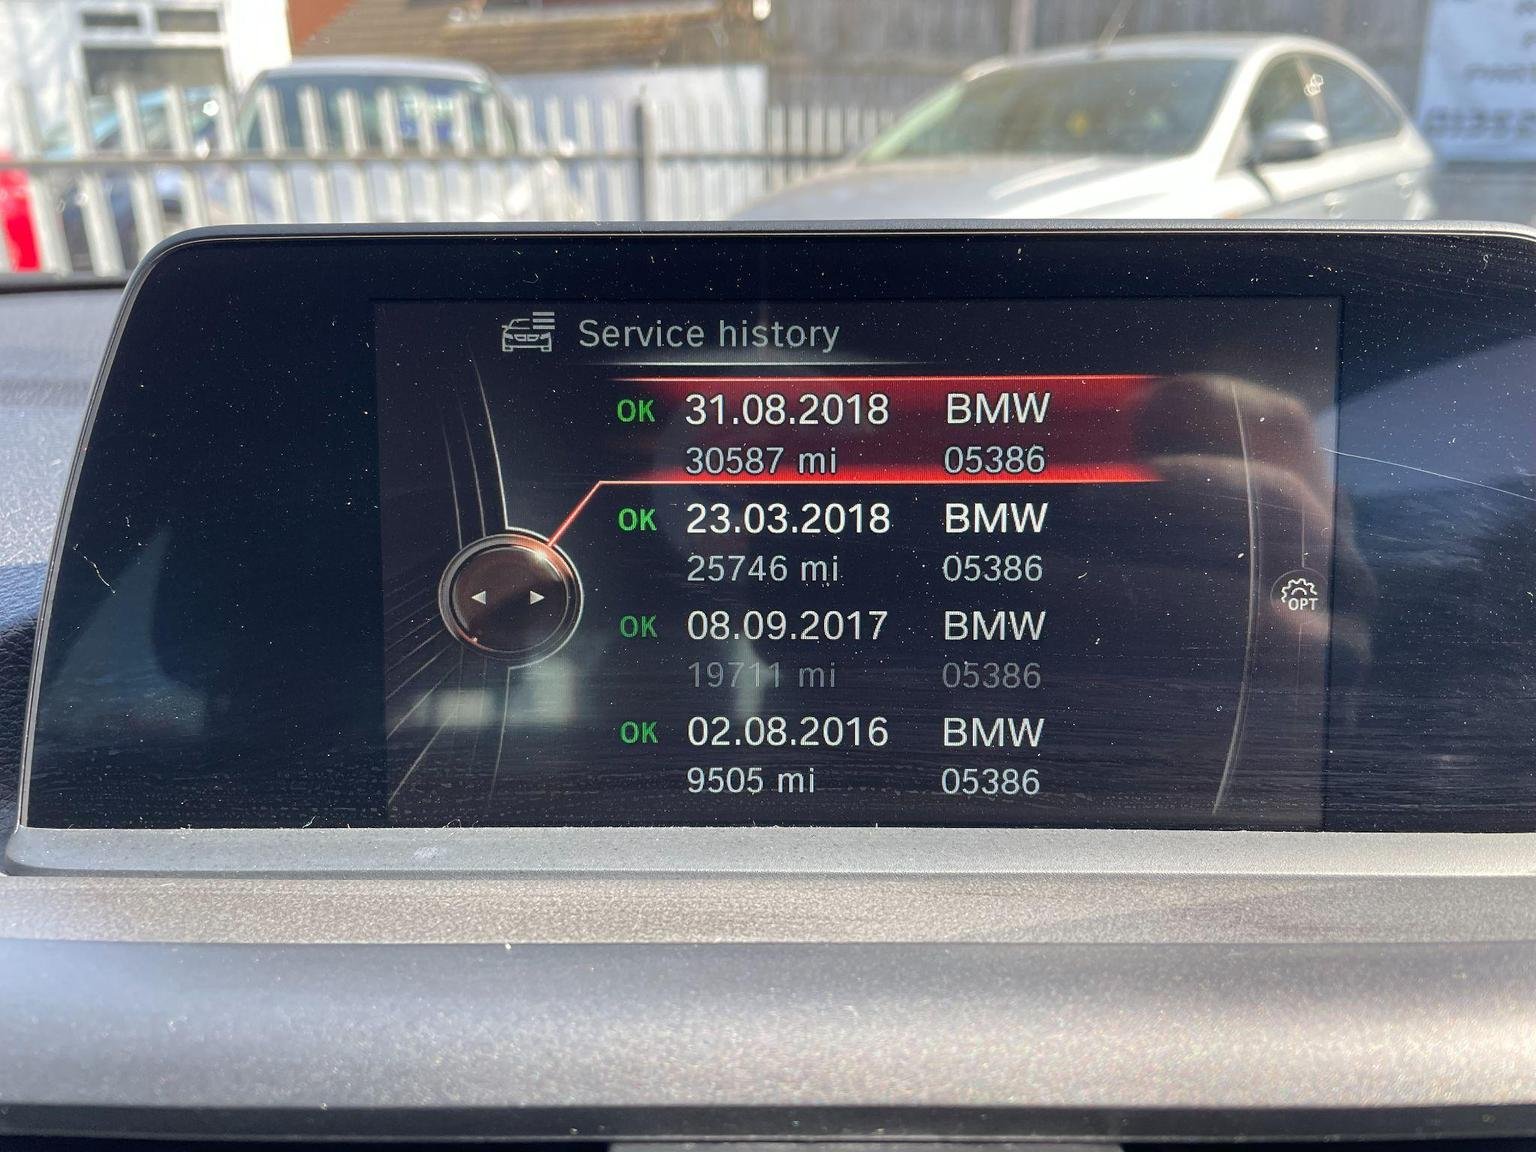 Service history
OK 31.08.2018 BMW
30587 mi 05386
OK 23.03.2018 BMW
25746 mi 05386
OPT
OK 08.09.2017 BMW
19711 mi 05386
OK 02.08.2016 BMW
9505 mi 05386